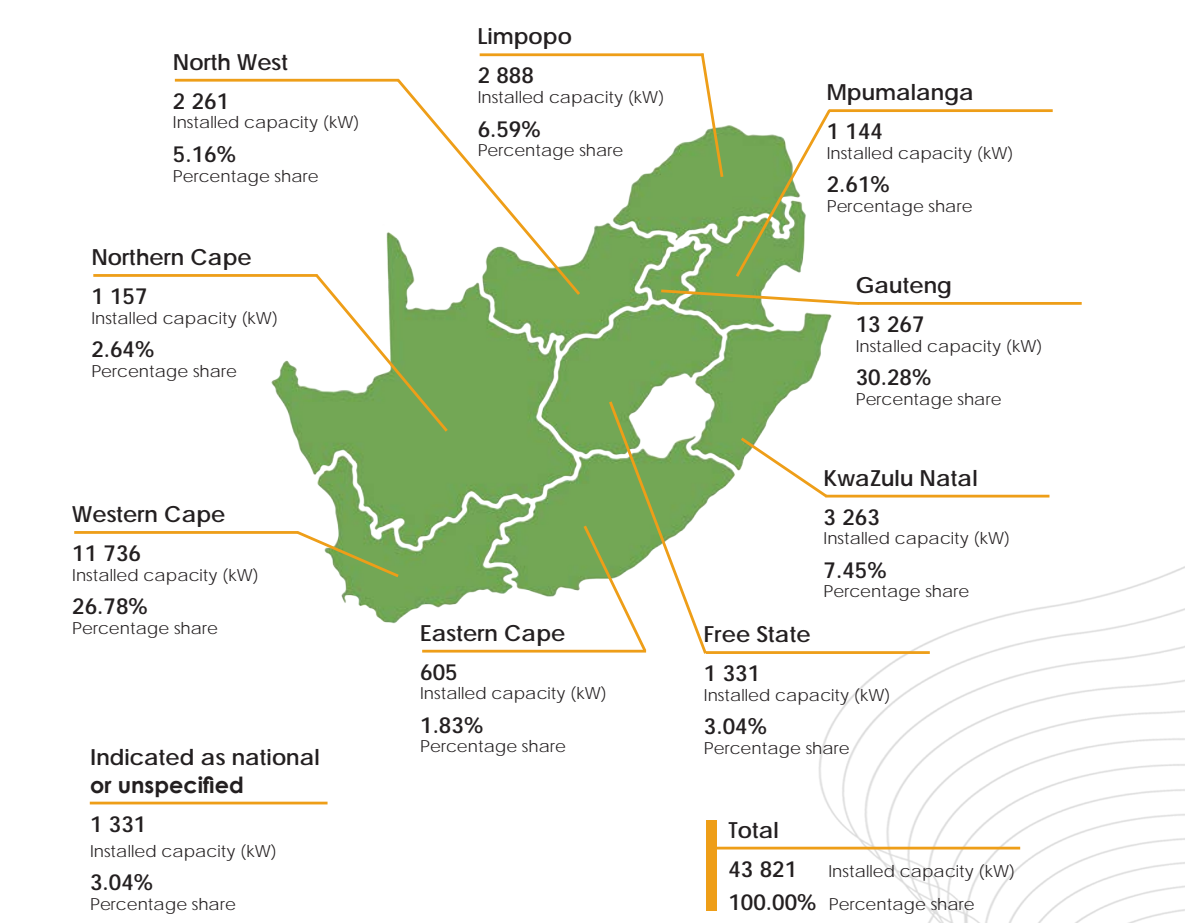 Limpopo
2 888
Installed capacity (kW)
6.59%
Percentage share
North West
2 261
Installed capacity (kW)
5.16%
Percentage share
Mpumalanga
1 144
Installed capacity (kW)
2.61%
Percentage share
Northern Cape
1 157
Installed capacity (kW)
2.64%
Percentage share
Gauteng
13 267
Installed capacity (kW)
30.28%
Percentage share
KwaZulu Natal
3 263
Installed capacity (kW)
7.45%
Percentage share
Western Cape
11 736
Installed capacity (kW)
26.78%
Percentage share
Eastern Cape
605
Installed capacity (kW)
1.83%
Percentage share
Free State
1 331
Installed capacity (kW)
3.04%
Percentage share
Indicated as national
or unspecified
1 331
Installed capacity (kW)
3.04%
Percentage share
Total
43 821 Installed capacity (kW)
100.00% Percentage share